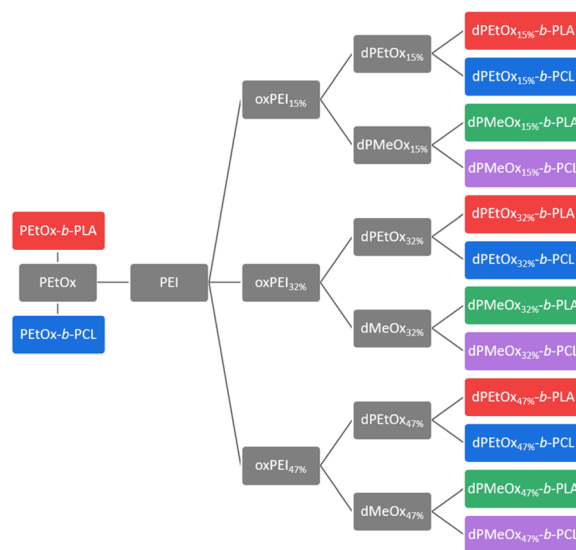 dPEtOx15%-b-PLA
dPEtOx15%
dPEtOx15%-b-PCL
oxPEI15%
dPMeOx15%-b-PLA
dPMeOx15%
dPMeOx15%-b-PCL
PEtOx-b-PLA
dPEtOx32%-b-PLA
dPEtOx32%
dPEtOx32%-b-PCL
PEtOx
PEI
oxPEI32%
dPMeOx32%-b-PLA
dMeOx32%
PEtOx-b-PCL
dPMeOx32%-b-PCL
dPEtOx47%-b-PLA
dPEtOx47%
dPEtOx47%-b-PCL
oxPEI47%
dPMeOx47%-b-PLA
dMeOx47%
dPMeOx47%-b-PCL